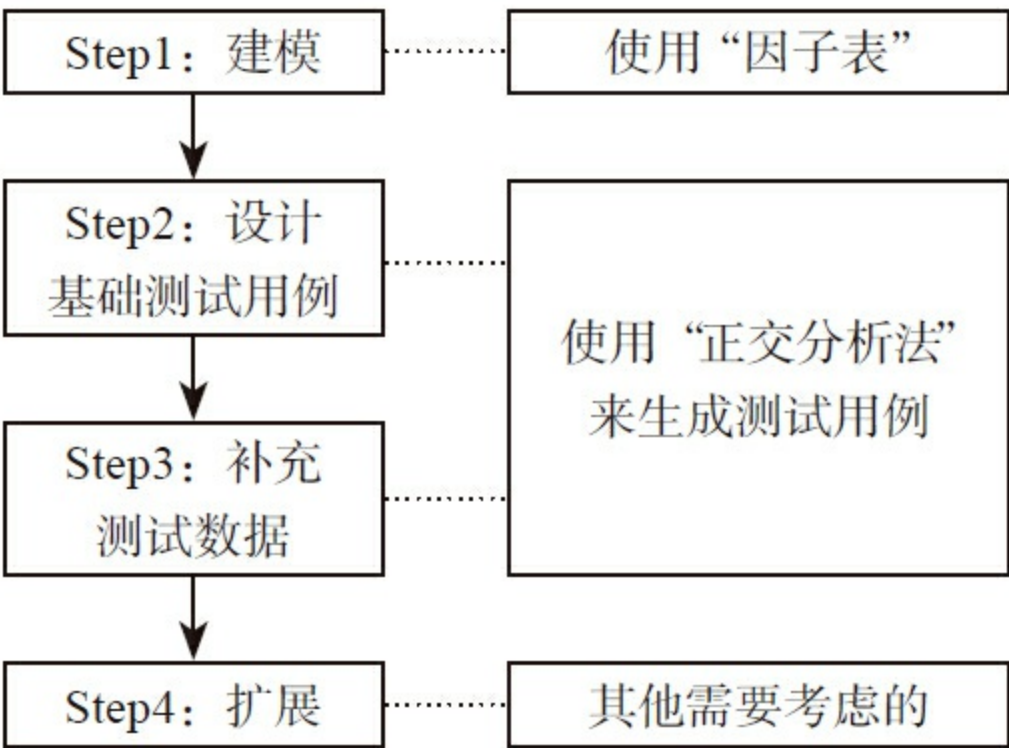 Step1：建模
使用“因子表”
Step2：设计
基础测试用例
使用“正交分析法”
来生成测试用例
Step3：补充
测试数据
Step4：扩展
其他需要考虑的